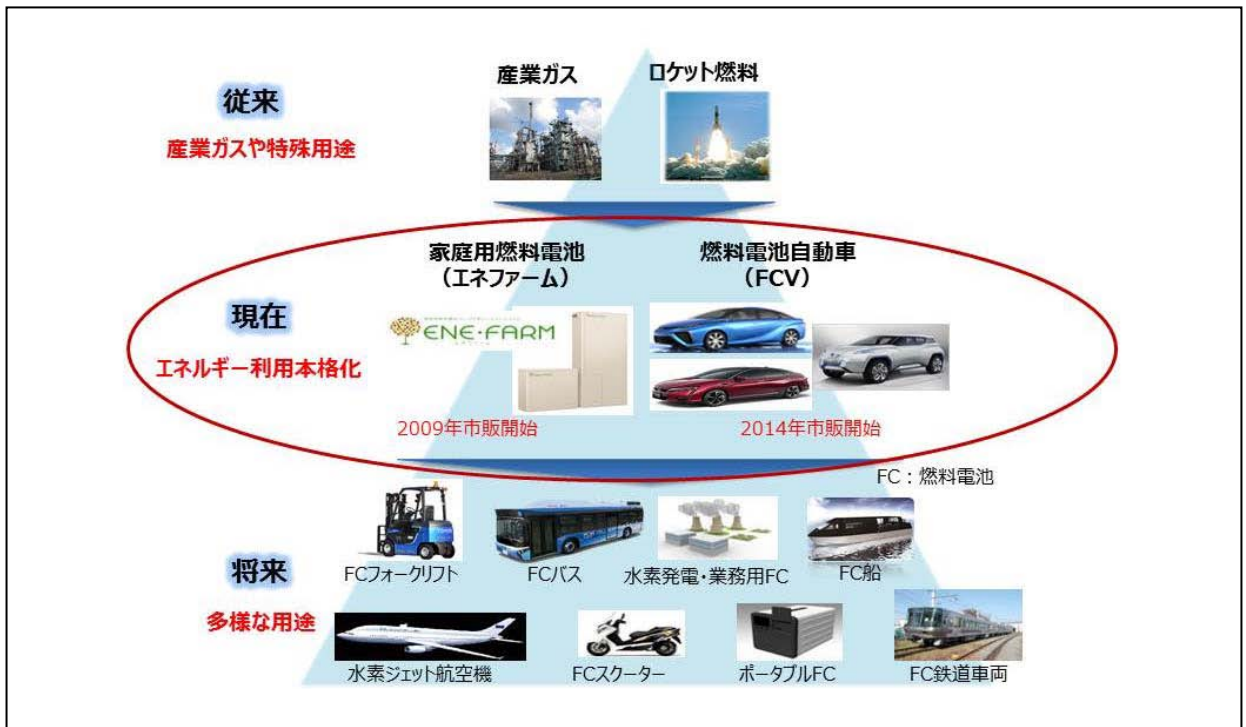 従来
産業ガスや特殊用途
産業ガス
ロケット燃料
現在
エネルギー利用本格化
家庭用燃料電池
（エネファーム）
ENE・FARM
2009年市販開始
燃料電池自動車
（FCV）
2014年市販開始
FC：燃料電池
将来
多様な用途
FCフォークリフト
FCバス
水素発電・業務用FC
FC船
水素ジェット航空機
FCスクーター
ポータブルFC
FC鉄道車両